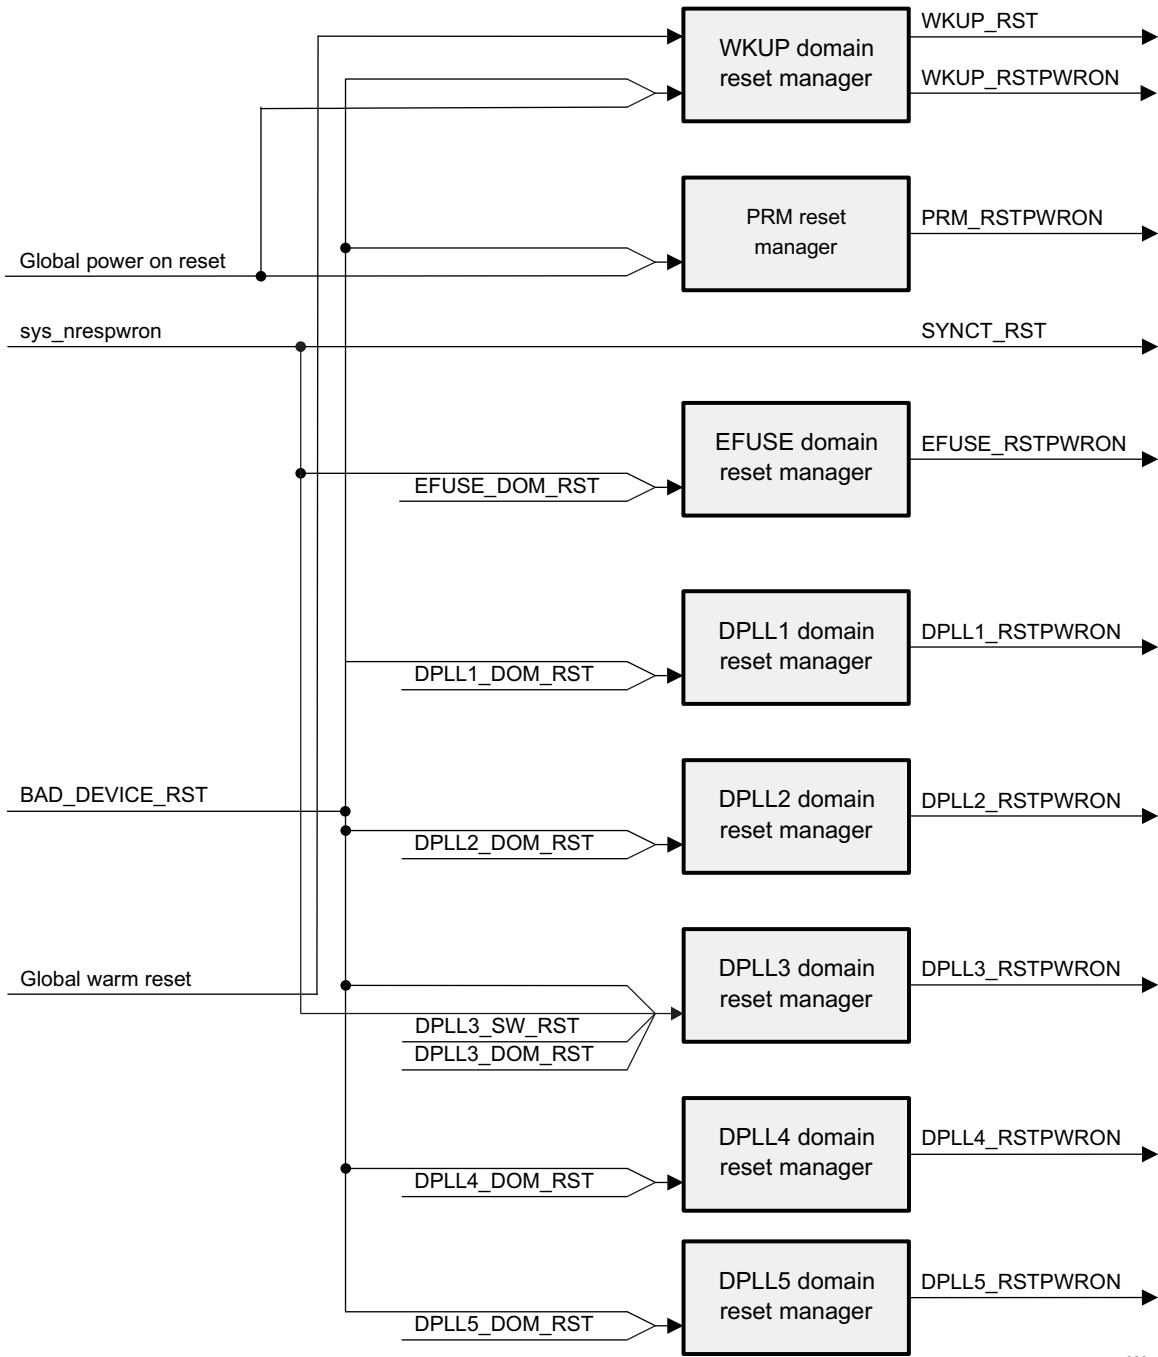 WKUP domain
reset manager
WKUP_RST
WKUP_RSTPWRON
PRM reset
manager
PRM_RSTPWRON
Global power on reset
sys_nrespwron
SYNCT_RST
EFUSE domain
reset manager
EFUSE_RSTPWRON
EFUSE_DOM_RST
DPLL1 domain
reset manager
DPLL1_RSTPWRON
DPLL1_DOM_RST
BAD_DEVICE_RST
DPLL2 domain
reset manager
DPLL2_RSTPWRON
DPLL2_DOM_RST
Global warm reset
DPLL3 domain
reset manager
DPLL3_RSTPWRON
DPLL3_SW_RST
DPLL3_DOM_RST
DPLL4 domain
reset manager
DPLL4_RSTPWRON
DPLL4_DOM_RST
DPLL5 domain
reset manager
DPLL5_RSTPWRON
DPLL5_DOM_RST